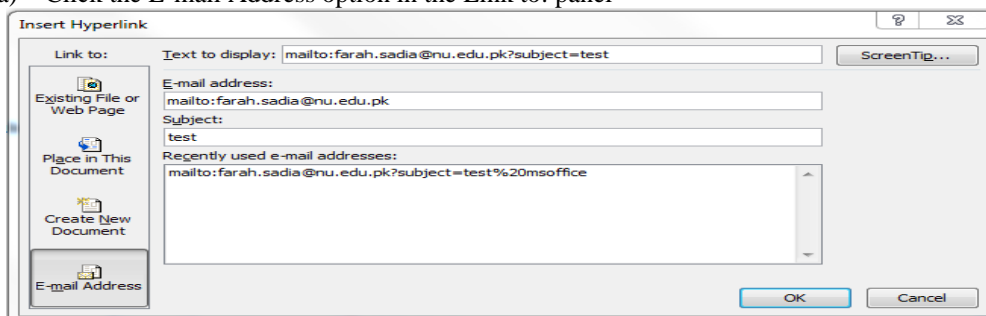 a) Click the E-mail Address option in the Link to: panel
Insert Hyperlink
Link to:
Text to display: mailto:farah.sadia@nu.edu.pk?subject=test
ScreenTip...
Existing File or
Web Page
Place in This
Document
Create New
Document
E-mail Address
E-mail address:
mailto:farah.sadia@nu.edu.pk
Subject:
test
Recently used e-mail addresses:
mailto:farah.sadia@nu.edu.pk?subject=test%20msoffice
OK
Cancel